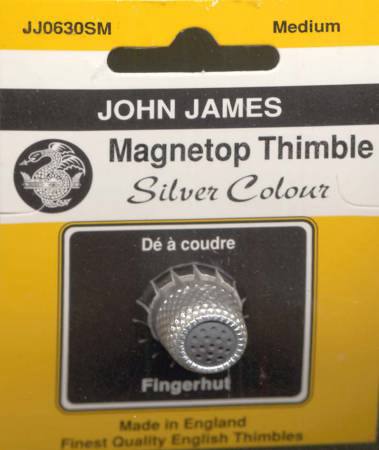 JJ0630SM Medium
JOHN JAMES
Magnetop Thimble
Silver Colour
Dé à coudre
Fingerhut
Made in England
Finest Quality English Thimbles